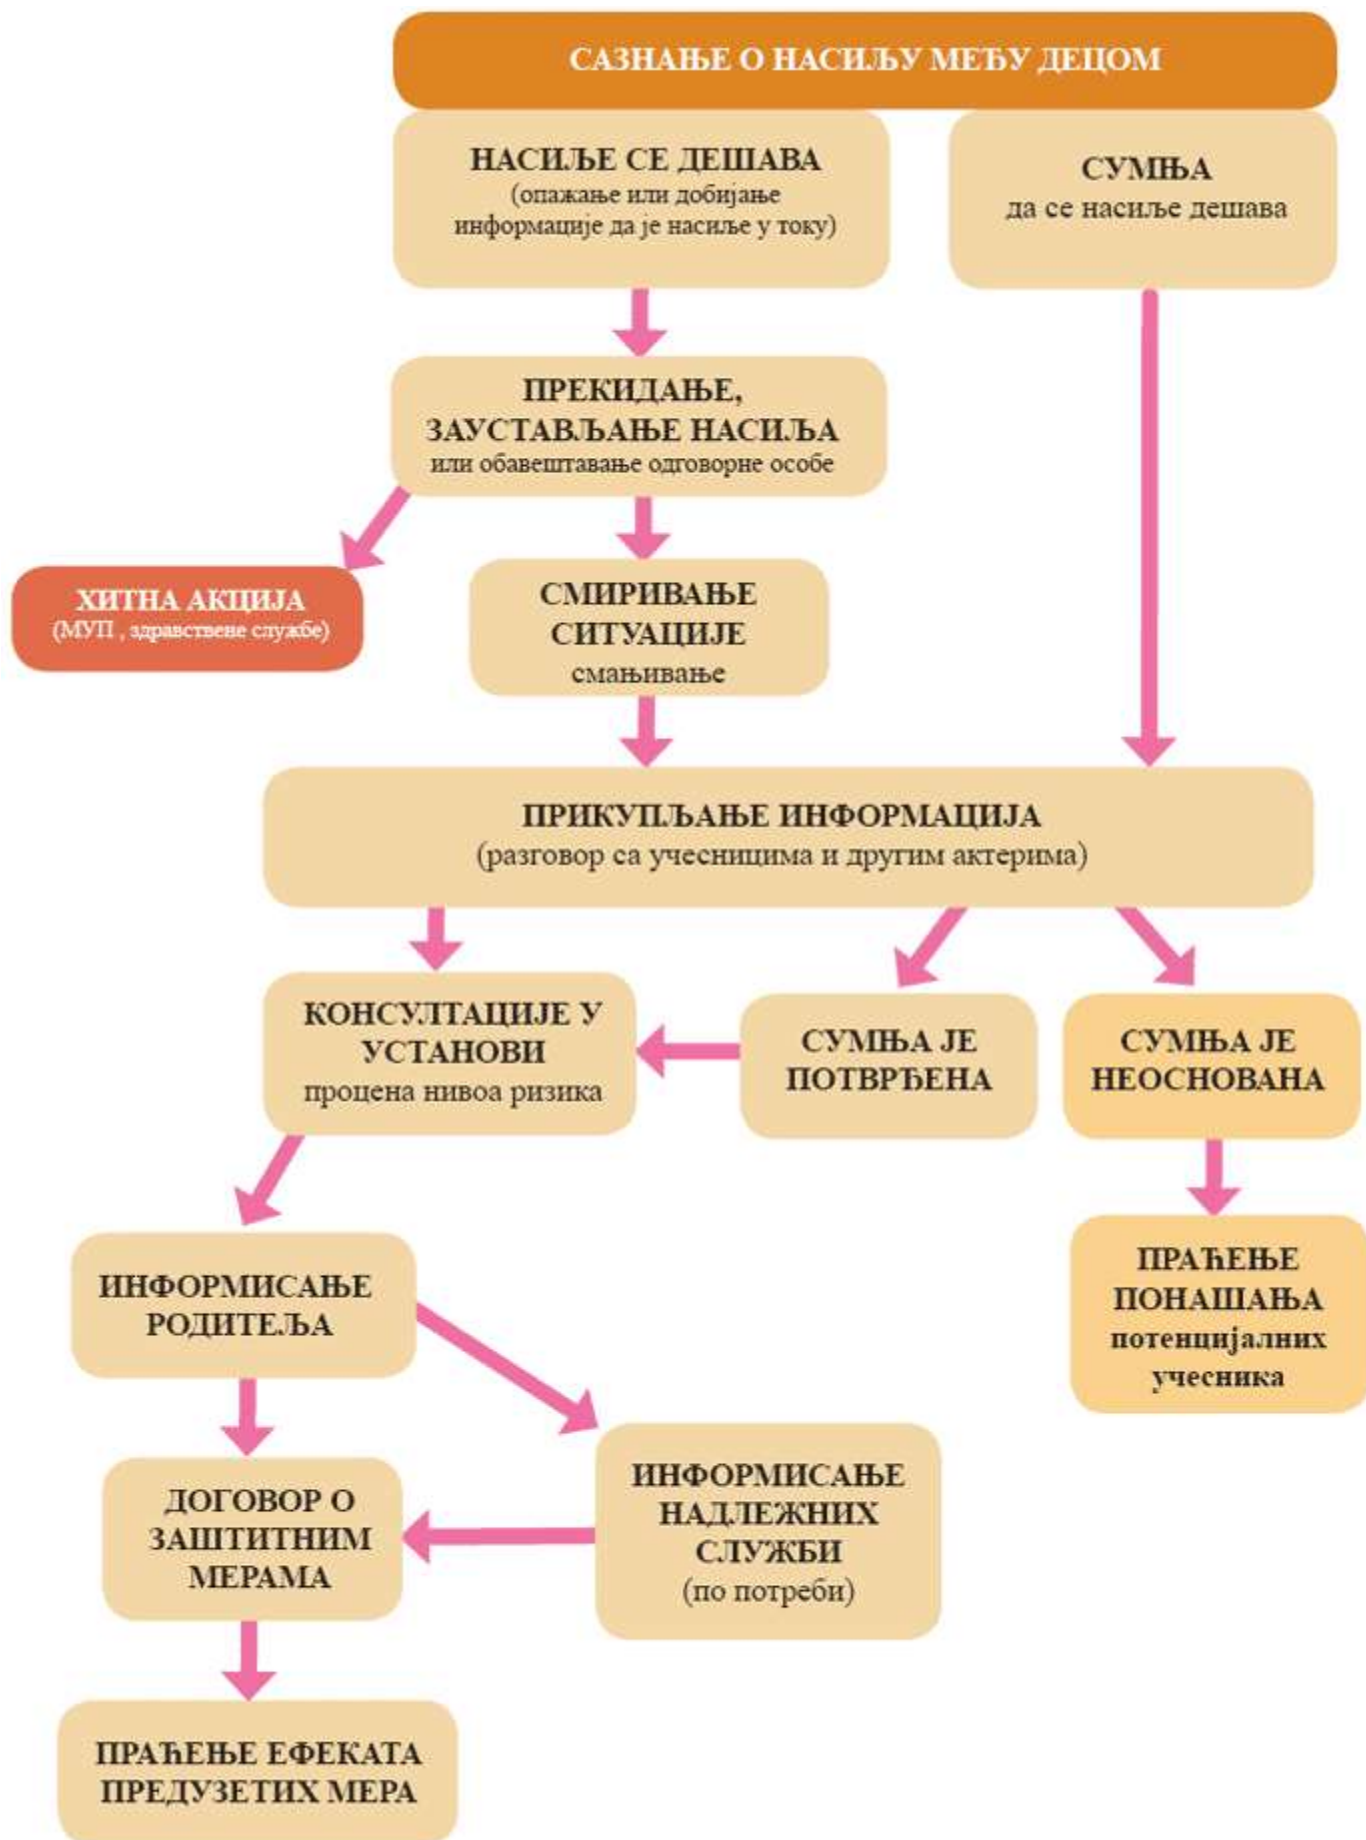 САЗНАЊЕ О НАСИЉУ МЕЂУ ДЕЦОМ
НАСИЉЕ СЕ ДЕШАВА
(опажање или добијање
информације да је насиље у току)
СУМЊА
да се насиље дешава
ПРЕКИДАЊЕ,
ЗАУСТАВЉАЊЕ НАСИЉА
или обавештавање одговорне особе
ХИТНА АКЦИЈА
(МУП , здравствене службе)
СМИРИВАЊЕ
СИТУАЦИЈЕ
смањивање
ПРИКУПЉАЊЕ ИНФОРМАЦИЈА
(разговор са учесницима и другим актерима)
КОНСУЛТАЦИЈЕ У
УСТАНОВИ
процена нивоа ризика
СУМЊА ЈЕ
ПОТВРЂЕНА
СУМЊА ЈЕ
НЕОСНОВАНА
ИНФОРМИСАЊЕ
РОДИТЕЉА
ПРАЋЕЊЕ
ПОНАШАЊА
потенцијалних
учесника
ДОГОВОР О
ЗАШТИТНИМ
МЕРАМА
ИНФОРМИСАЊЕ
НАДЛЕЖНИХ
СЛУЖБИ
(по потреби)
ПРАЋЕЊЕ ЕФЕКАТА
ПРЕДУЗЕТИХ МЕРА